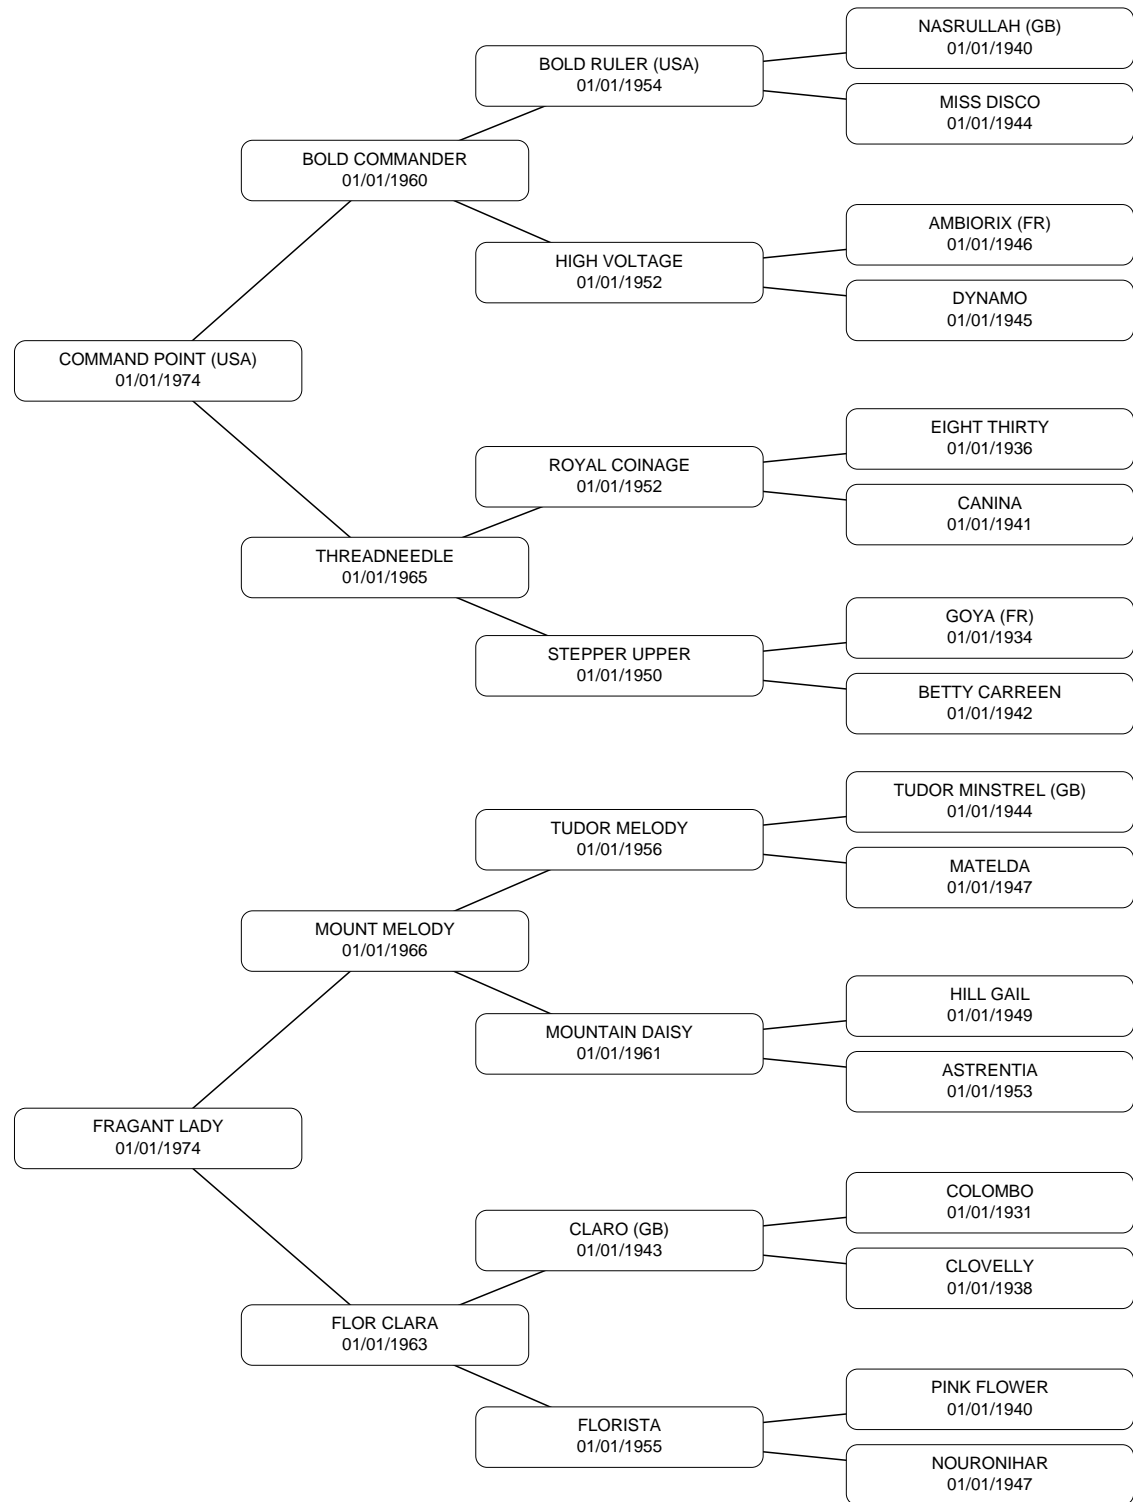 NASRULLAH (GB)
01/01/1940
BOLD RULER (USA)
01/01/1954
MISS DISCO
01/01/1944
BOLD COMMANDER
01/01/1960
AMBIORIX (FR)
01/01/1946
HIGH VOLTAGE
01/01/1952
DYNAMO
01/01/1945
COMMAND POINT (USA)
01/01/1974
EIGHT THIRTY
01/01/1936
ROYAL COINAGE
01/01/1952
CANINA
01/01/1941
THREADNEEDLE
01/01/1965
GOYA (FR)
01/01/1934
STEPPER UPPER
01/01/1950
BETTY CARREEN
01/01/1942
TUDOR MINSTREL (GB)
01/01/1944
TUDOR MELODY
01/01/1956
MATELDA
01/01/1947
MOUNT MELODY
01/01/1966
HILL GAIL
01/01/1949
MOUNTAIN DAISY
01/01/1961
ASTRENTIA
01/01/1953
FRAGANT LADY
01/01/1974
COLOMBO
01/01/1931
CLARO (GB)
01/01/1943
CLOVELLY
01/01/1938
FLOR CLARA
01/01/1963
PINK FLOWER
01/01/1940
FLORISTA
01/01/1955
NOURONIHAR
01/01/1947